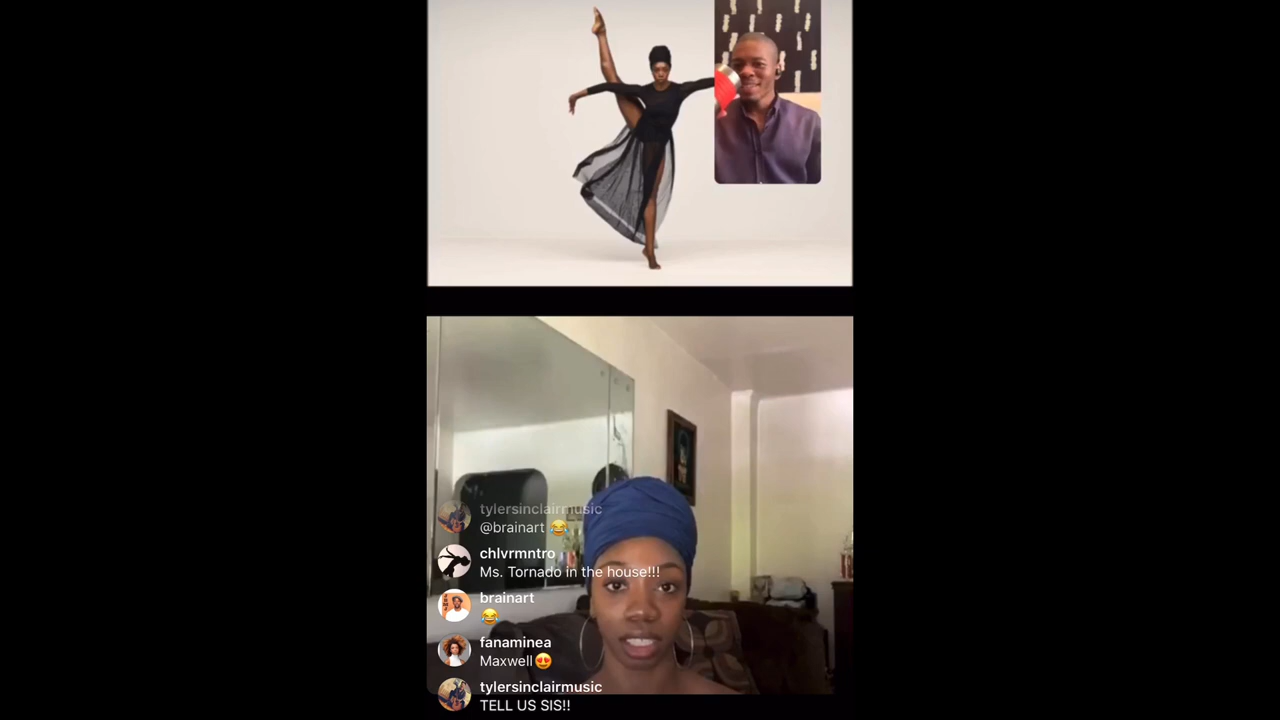 tylersinclairmusic
@brainart 😂
chlvrmntro
Ms. Tornado in the house!!!
brainart
😂
fanaminea
Maxwell😍
tylersinclairmusic
TELL US SIS!!